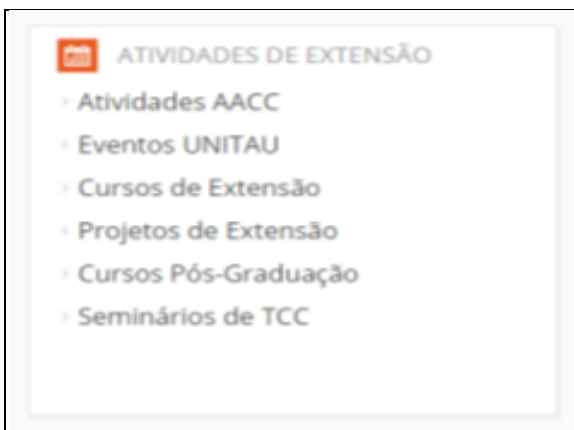 ATIVIDADES DE EXTENSÃO
Atividades AACC
Eventos UNITAU
Cursos de Extensão
Projetos de Extensão
Cursos Pós-Graduação
Seminários de TCC